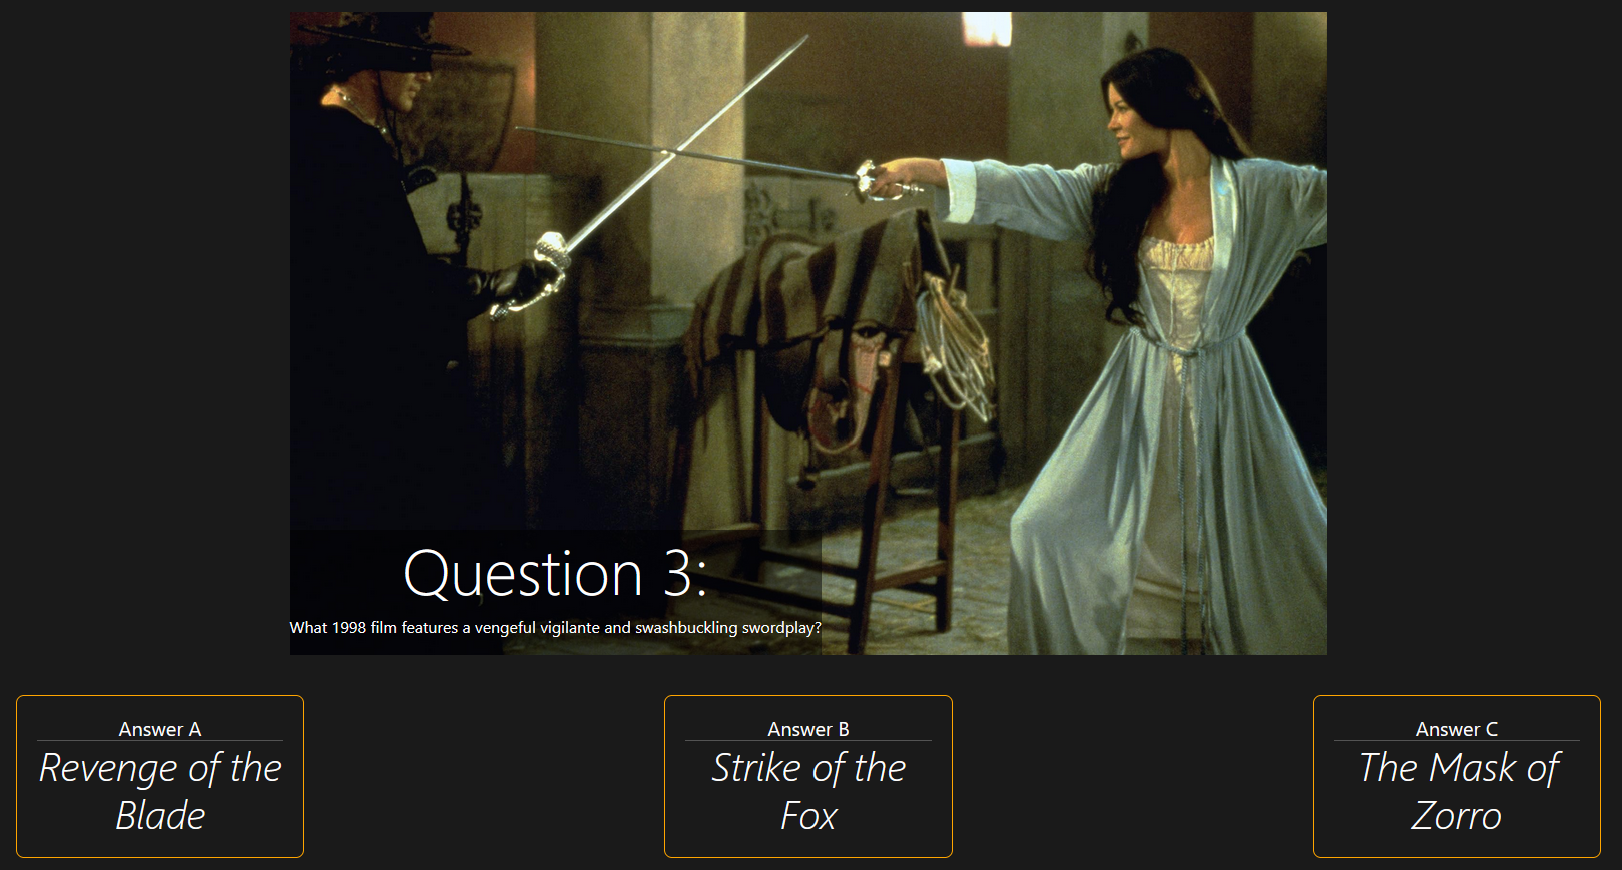 Question 3:
What 1998 film features a vengeful vigilante and swashbuckling swordplay?
Answer A
Revenge of the
Blade
Answer B
Strike of the
Fox
Answer C
The Mask of
Zorro